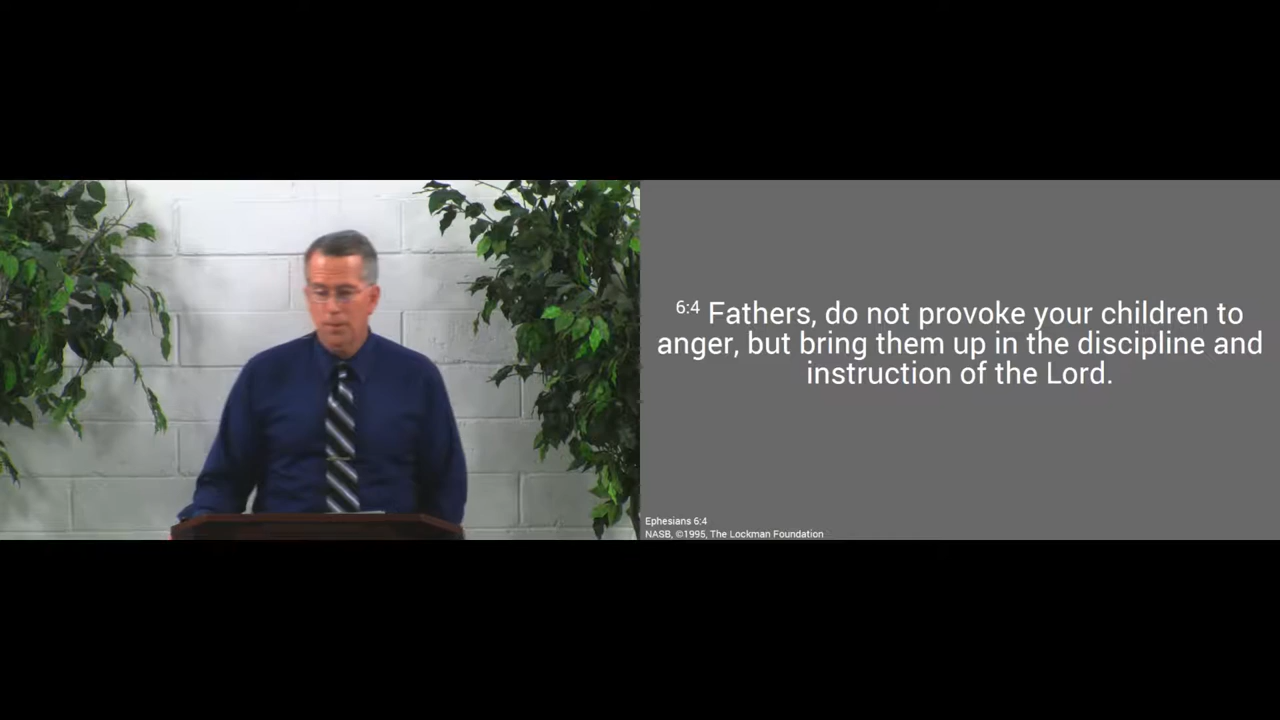 6:4 Fathers, do not provoke your children to
anger, but bring them up in the discipline and
instruction of the Lord.
Ephesians 6:4
NASB, ©1995, The Lockman Foundation